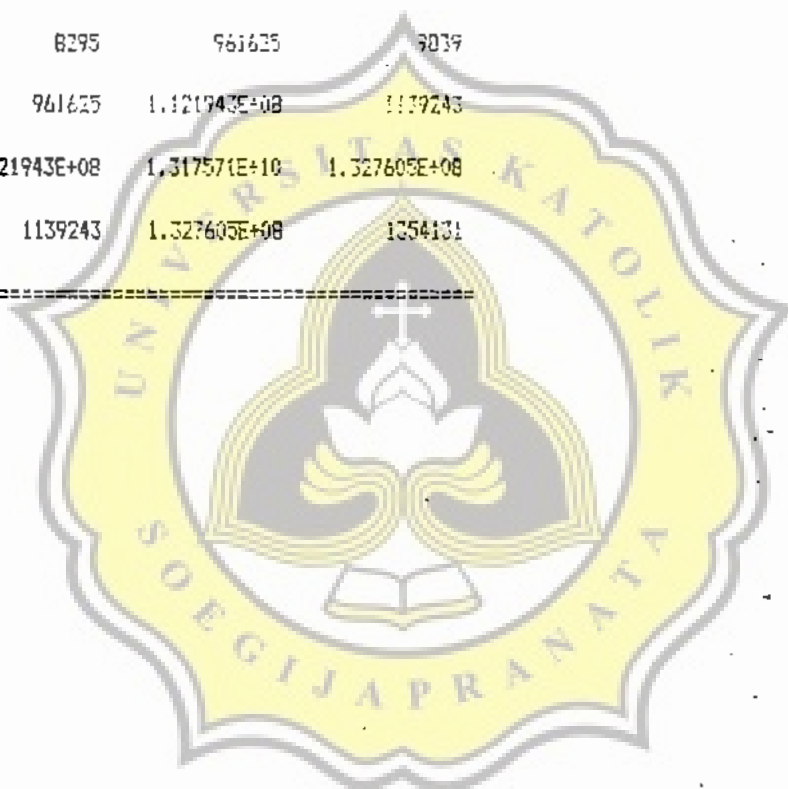 8295 961625 9039
961625 1.121943E+08 1139243
21943E+08 1.317571E+10 1.327605E+08
1139243 1.327605E+08 1354131
UNIVERSITAS KATOLIK
SOEGIJAPRANATA